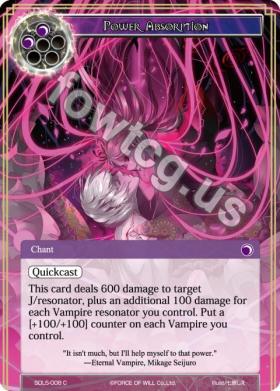 Power Absorption
fowtcg.us
Chant
Quickcast
This card deals 600 damage to target
J/resonator, plus an additional 100 damage for
each Vampire resonator you control. Put a
[+100/+100] counter on each Vampire you
control.
"It isn't much, but I'll help myself to that power."
—Eternal Vampire, Mikage Seijuro
SDL5-008 C
©FORCE OF WILL Co.,Ltd.